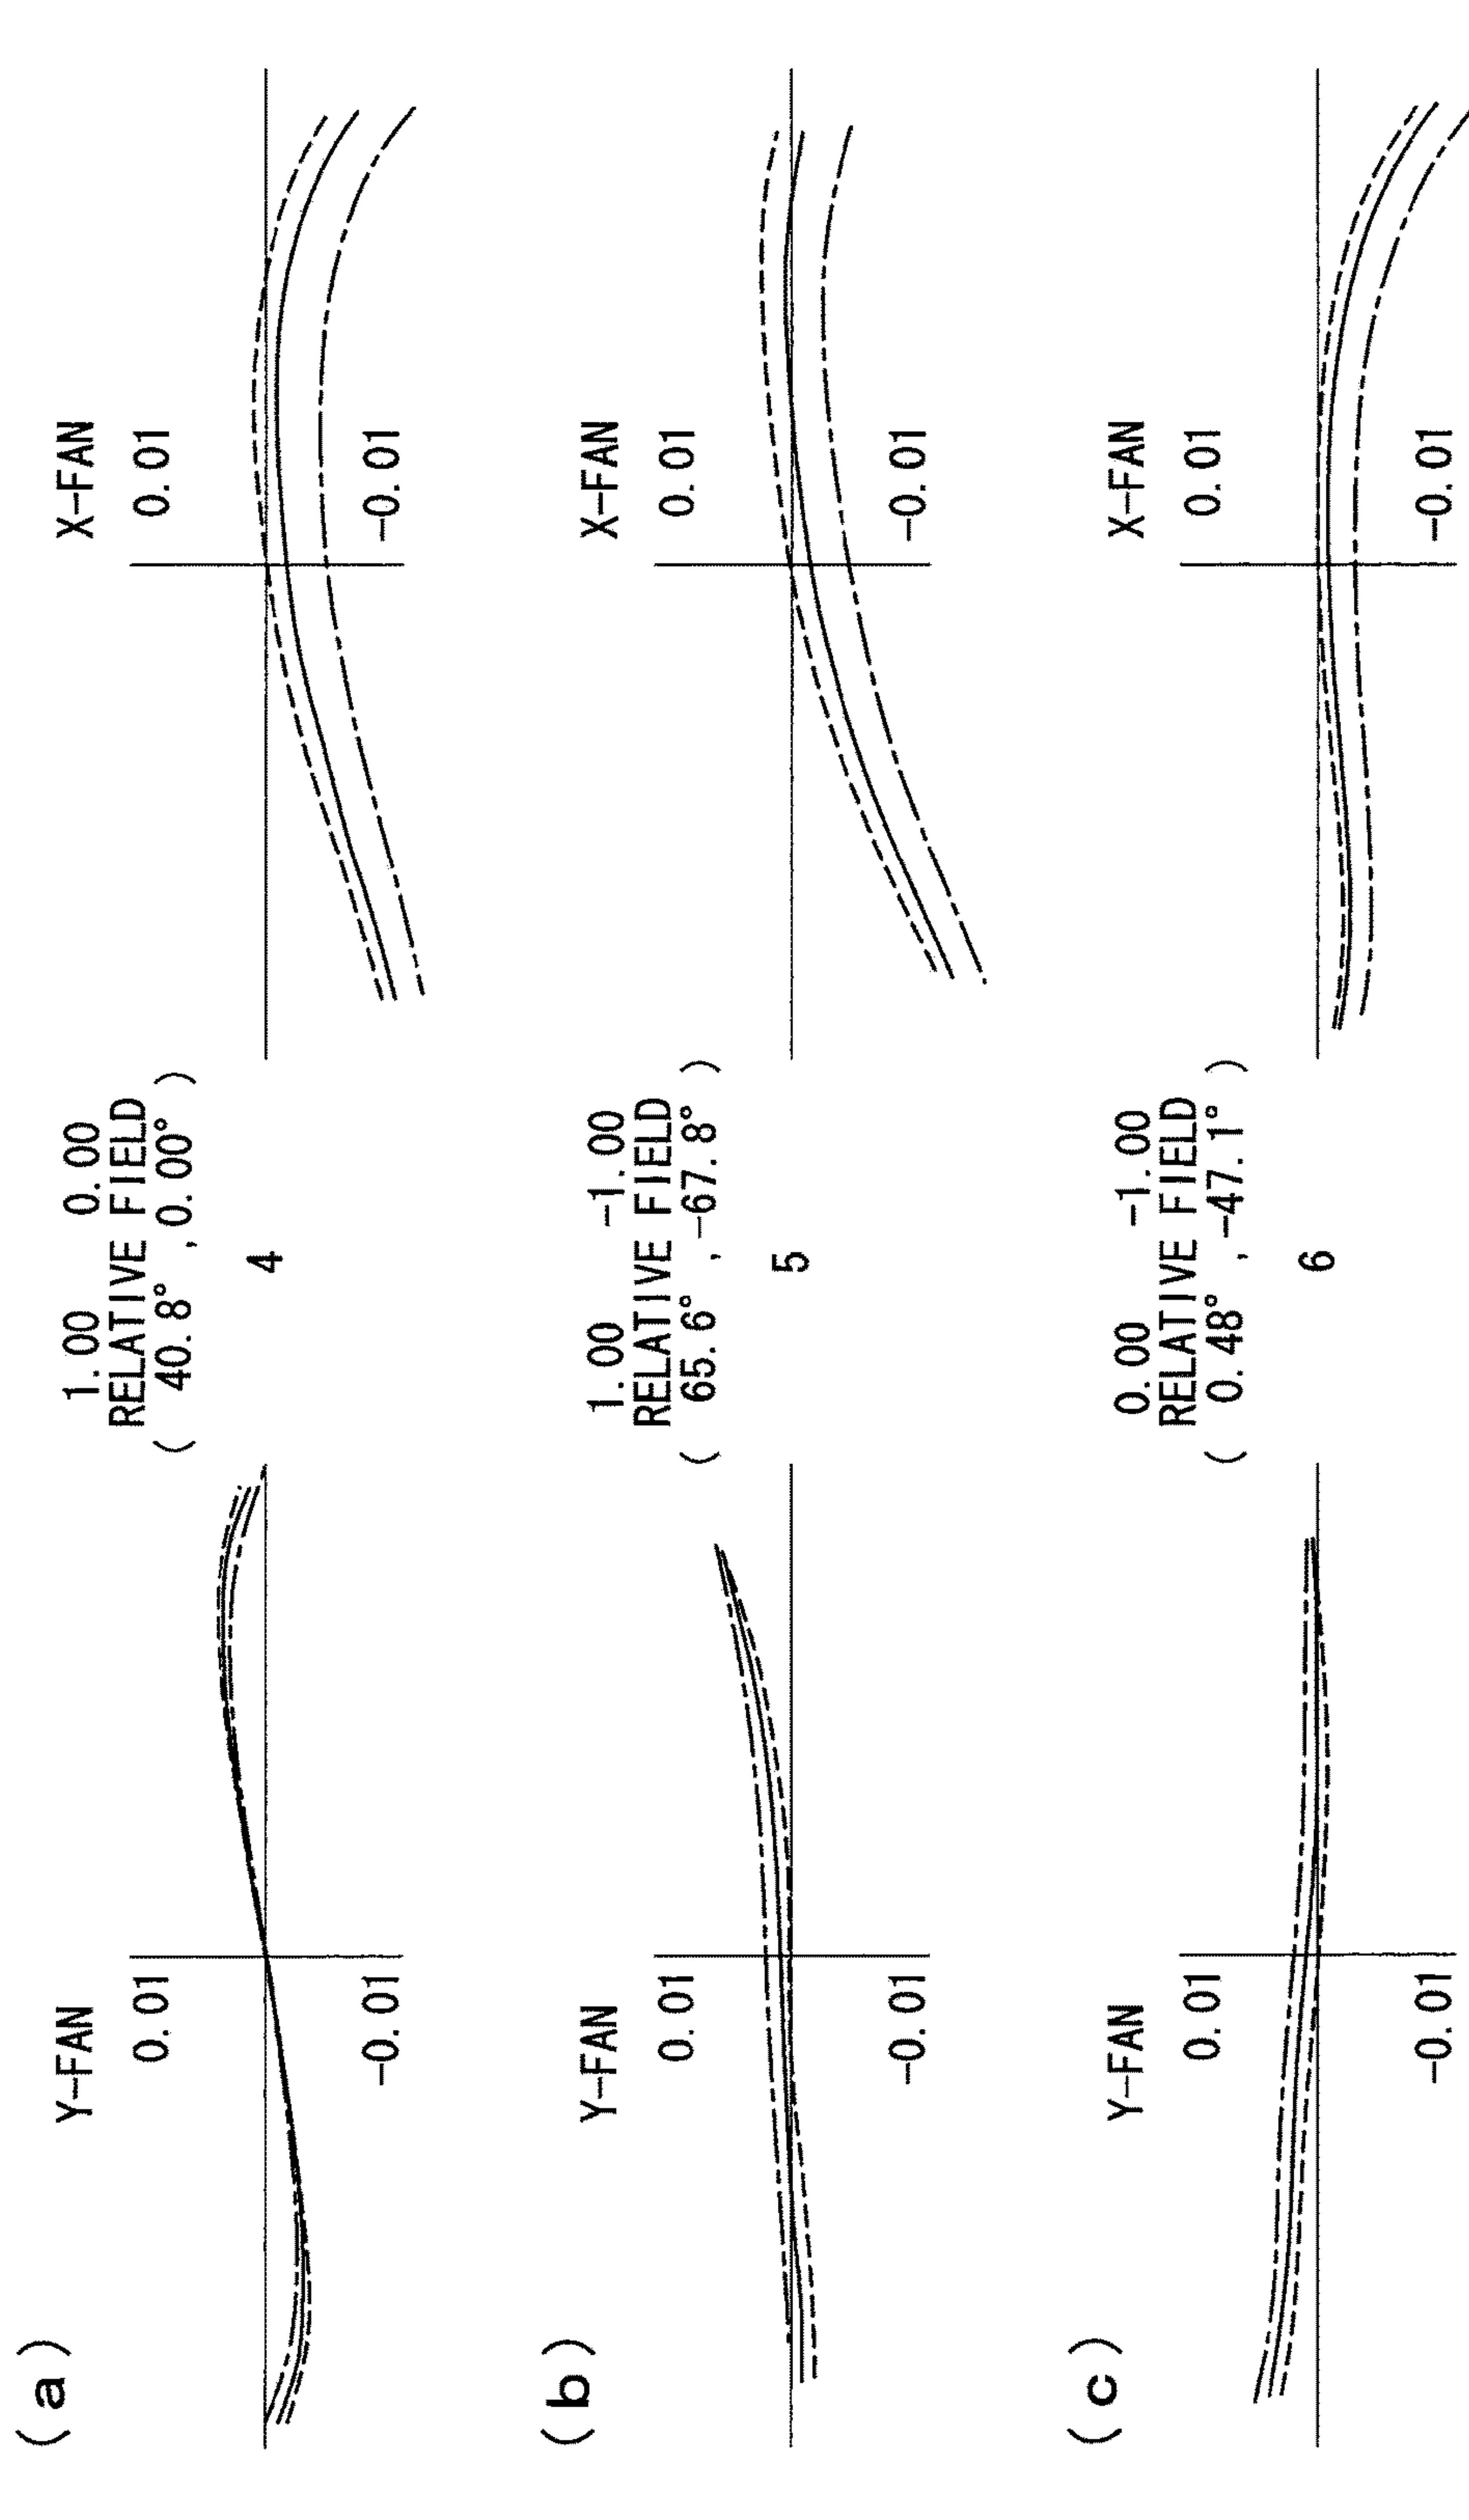 (a)
Y-FAN
0.01
-0.01
1.00 0.00
RELATIVE FIELD
( 40.8° , 0.00° )
4
X-FAN
0.01
-0.01
(b)
Y-FAN
0.01
-0.01
1.00 -1.00
RELATIVE FIELD
( 65.6° , -67.8° )
5
X-FAN
0.01
-0.01
(c)
Y-FAN
0.01
-0.01
0.00 -1.00
RELATIVE FIELD
( 0.48° , -47.1° )
6
X-FAN
0.01
-0.01